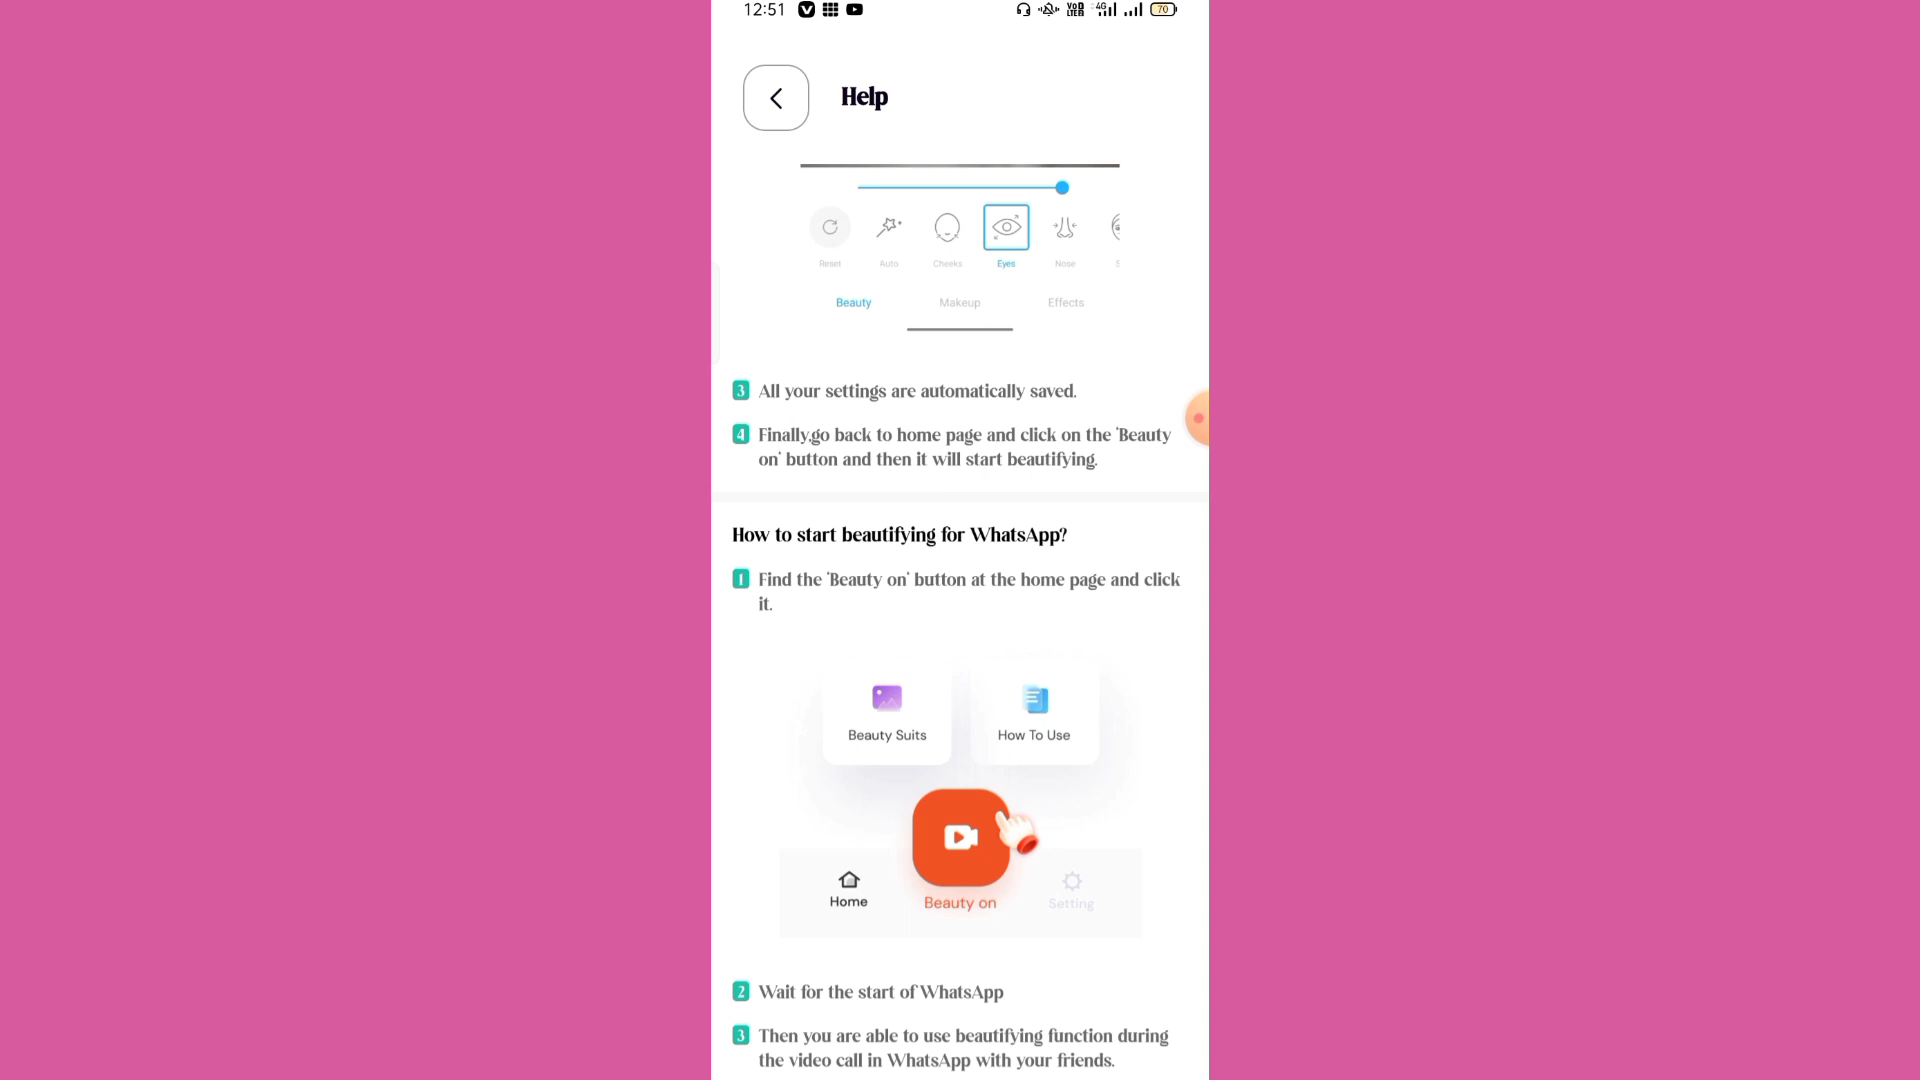 12:51
VoD
LTE2
4G
70
Help
Reset
Auto
Cheeks
Eyes
Nose
S
Beauty
Makeup
Effects
3 All your settings are automatically saved.
4 Finally,go back to home page and click on the 'Beauty
on' button and then it will start beautifying.
How to start beautifying for WhatsApp?
1 Find the 'Beauty on' button at the home page and click
it.
Beauty Suits
How To Use
Home
Beauty on
Setting
2 Wait for the start of WhatsApp
3 Then you are able to use beautifying function during
the video call in WhatsApp with your friends.